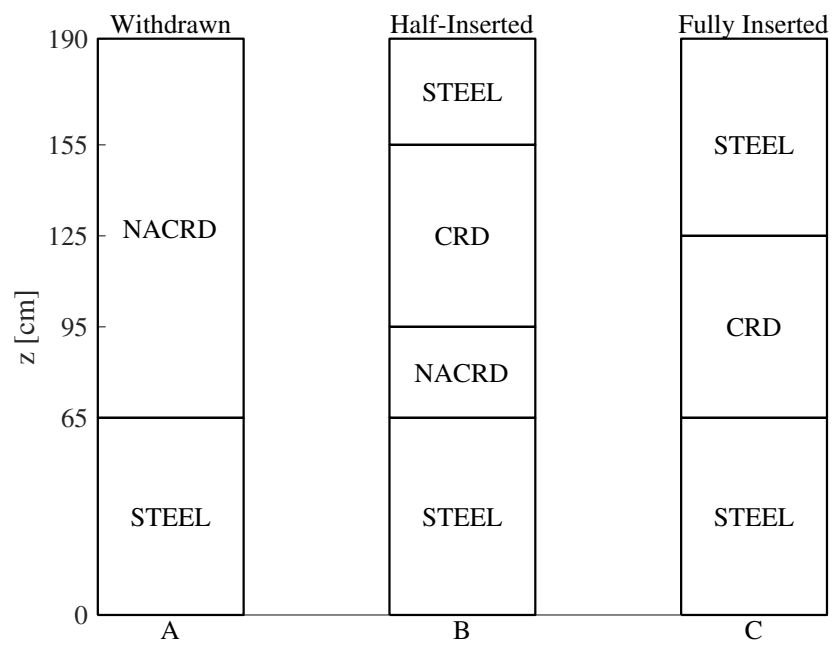 Withdrawn Half-Inserted Fully Inserted
190
STEEL
155
STEEL
NACRD
125
CRD
95
CRD
z [cm]
NACRD
65
STEEL STEEL STEEL
0
A B C